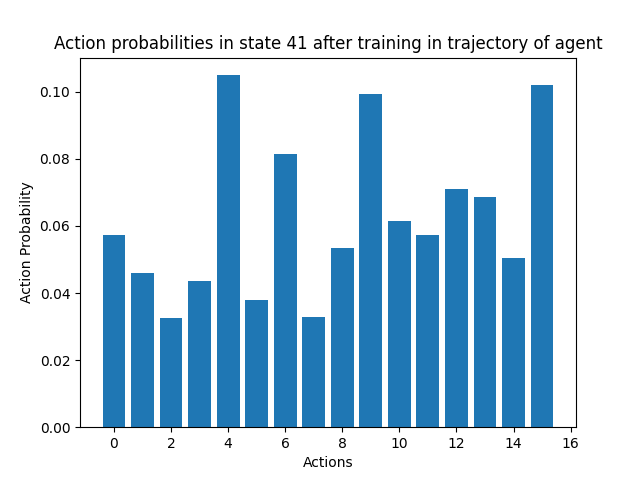 Action probabilities in state 41 after training in trajectory of agent
0.10
0.08
0.06
0.04
0.02
0.00
Action Probability
0 2 4 6 8 10 12 14 16
Actions